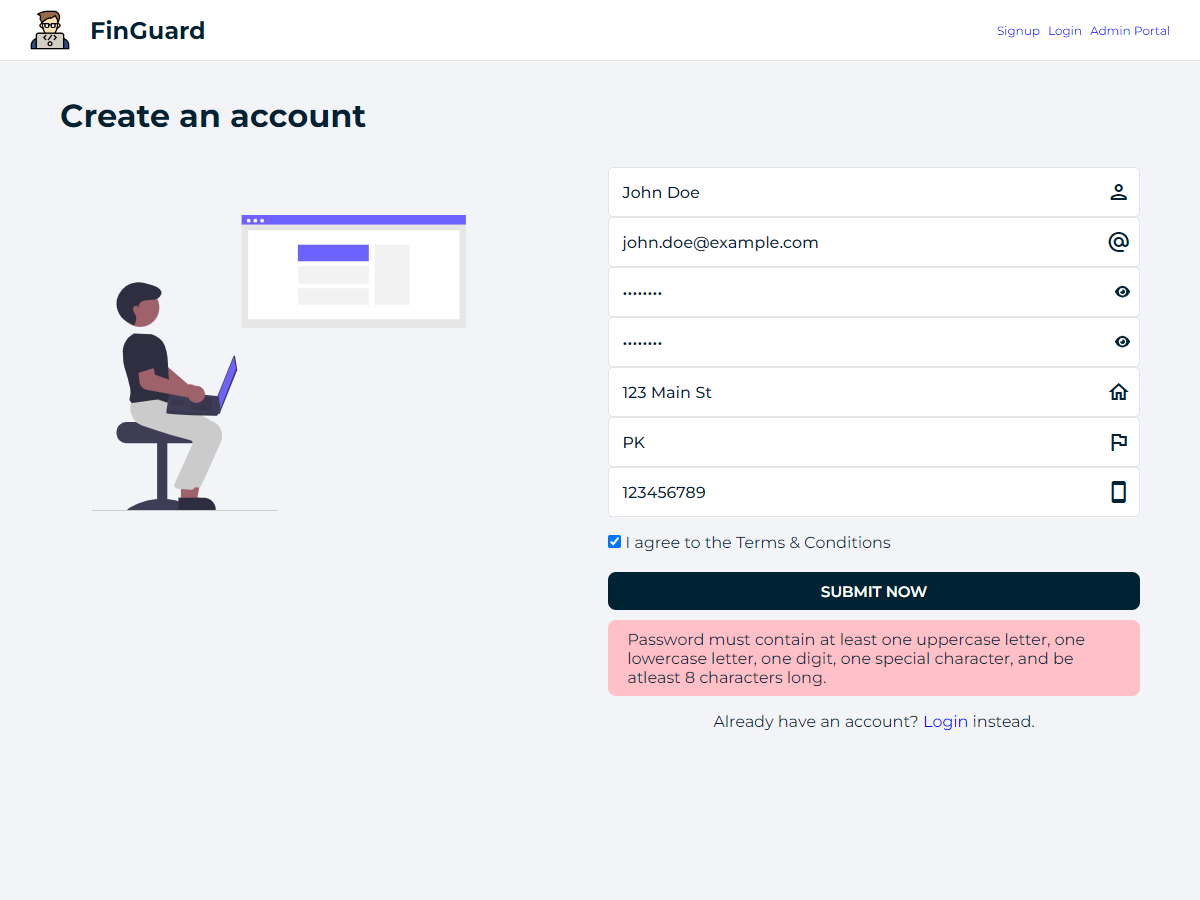 FinGuard
Signup Login Admin Portal
Create an account
John Doe
john.doe@example.com
••••••••
••••••••
123 Main St
PK
123456789
I agree to the Terms & Conditions
SUBMIT NOW
Password must contain at least one uppercase letter, one
lowercase letter, one digit, one special character, and be
atleast 8 characters long.
Already have an account? Login instead.